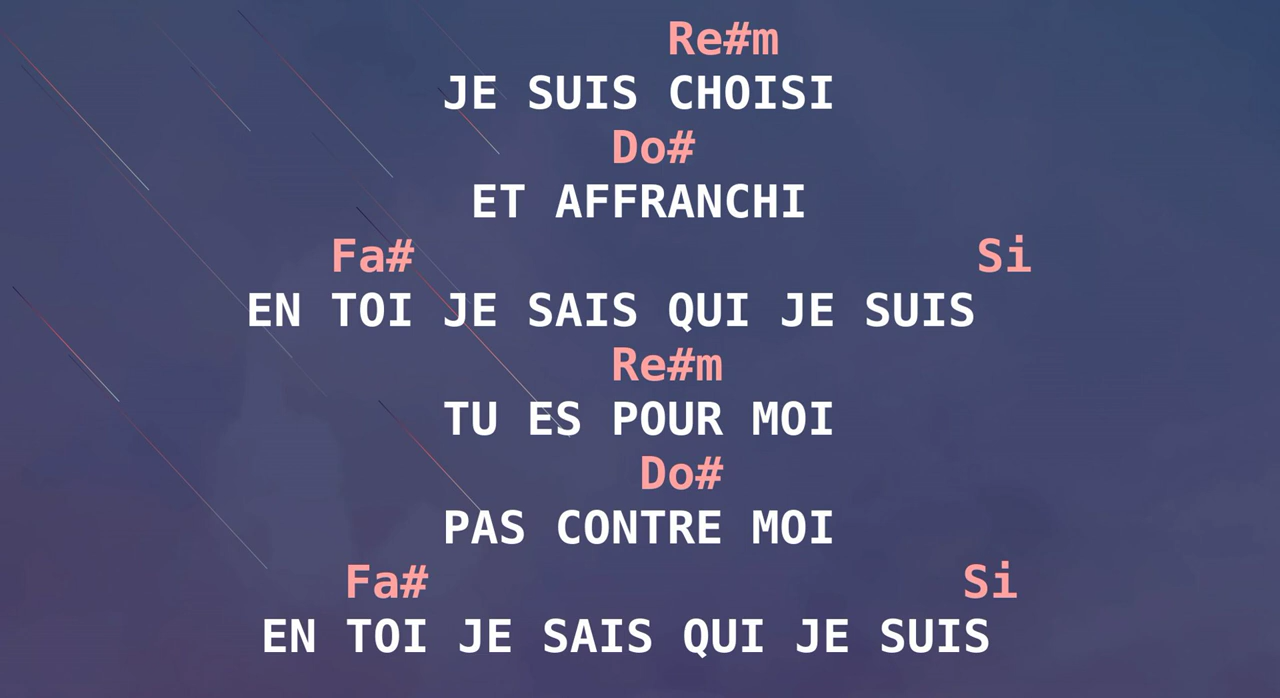 Re#m
JE SUIS CHOISI
Do#
ET AFFRANCHI
Fa# Si
EN TOI JE SAIS QUI JE SUIS
Re#m
TU ES POUR MOI
Do#
PAS CONTRE MOI
Fa# Si
EN TOI JE SAIS QUI JE SUIS